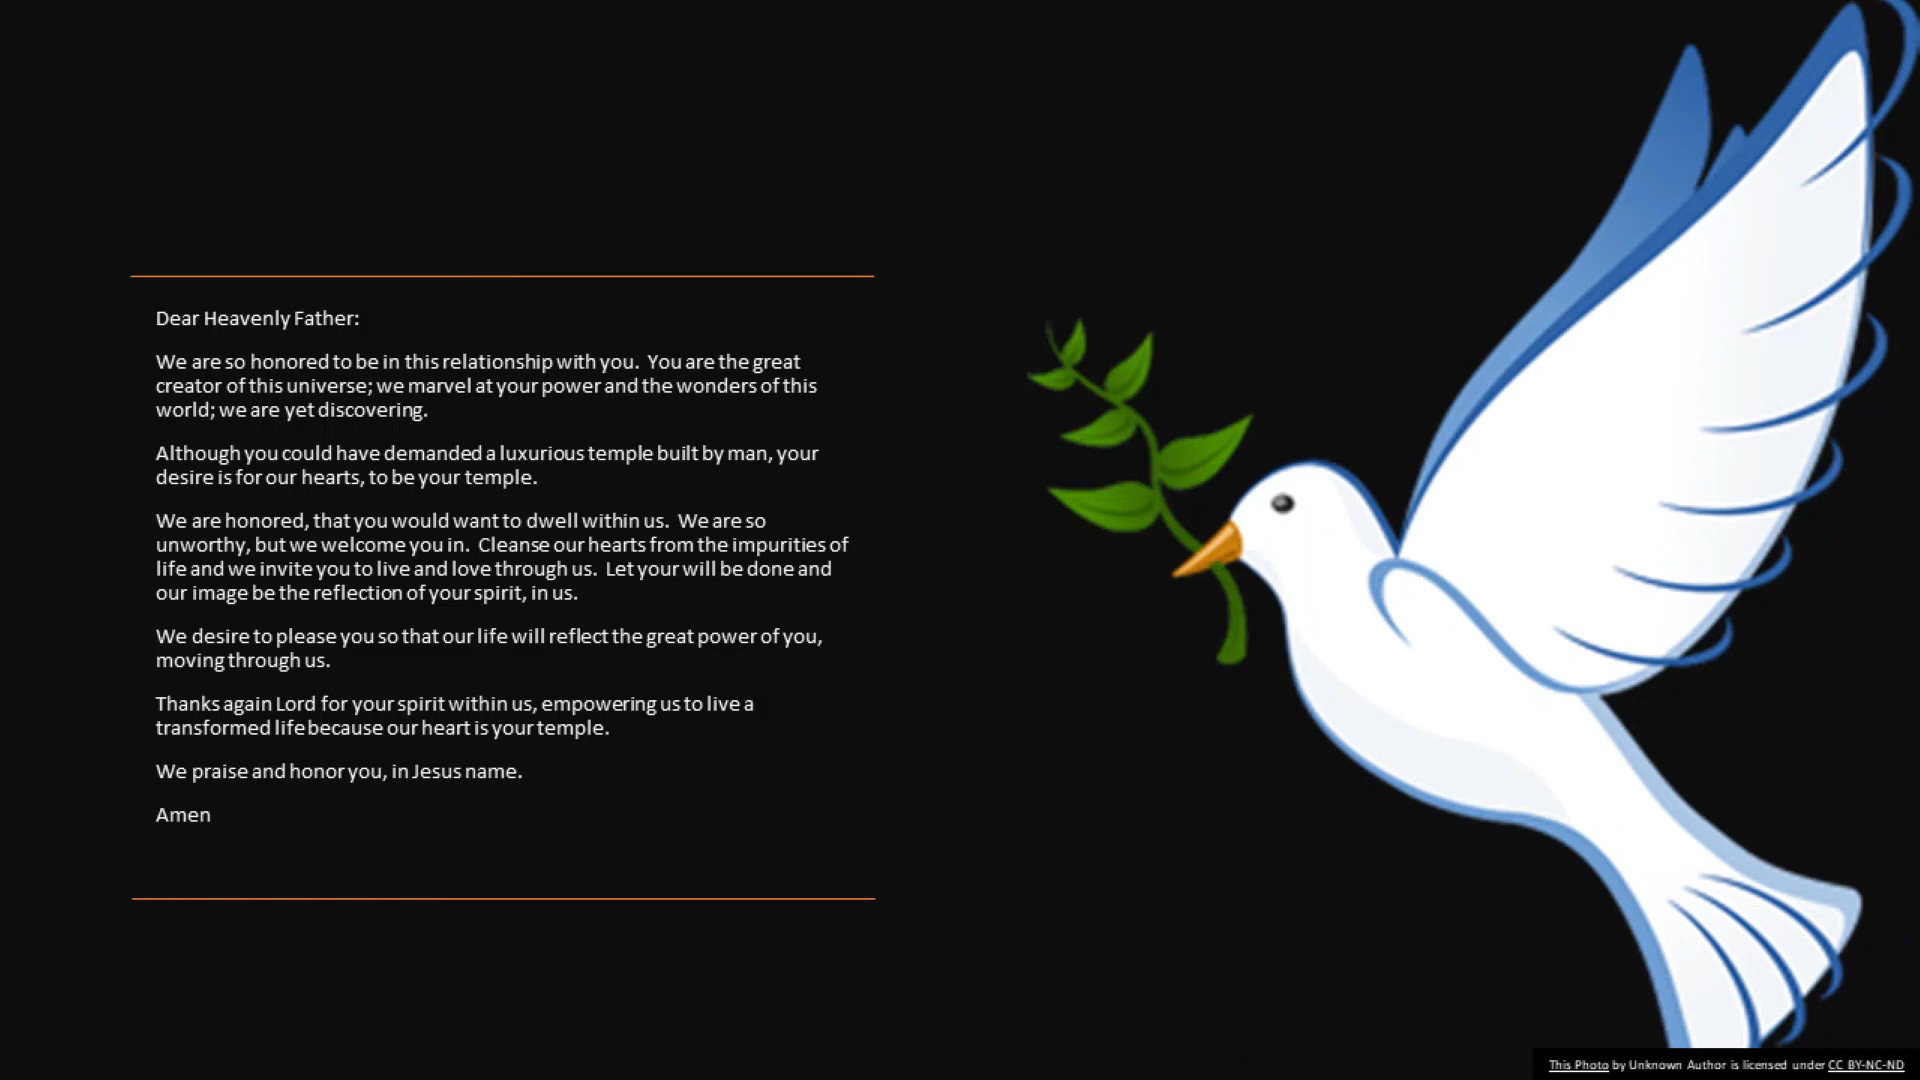 Dear Heavenly Father:
We are so honored to be in this relationship with you.  You are the great
creator of this universe; we marvel at your power and the wonders of this
world; we are yet discovering.
Although you could have demanded a luxurious temple built by man, your
desire is for our hearts, to be your temple.
We are honored, that you would want to dwell within us.  We are so
unworthy, but we welcome you in.  Cleanse our hearts from the impurities of
life and we invite you to live and love through us.  Let your will be done and
our image be the reflection of your spirit, in us.
We desire to please you so that our life will reflect the great power of you,
moving through us.
Thanks again Lord for your spirit within us, empowering us to live a
transformed life because our heart is your temple.
We praise and honor you, in Jesus name.
Amen
This Photo by Unknown Author is licensed under CC BY-NC-ND